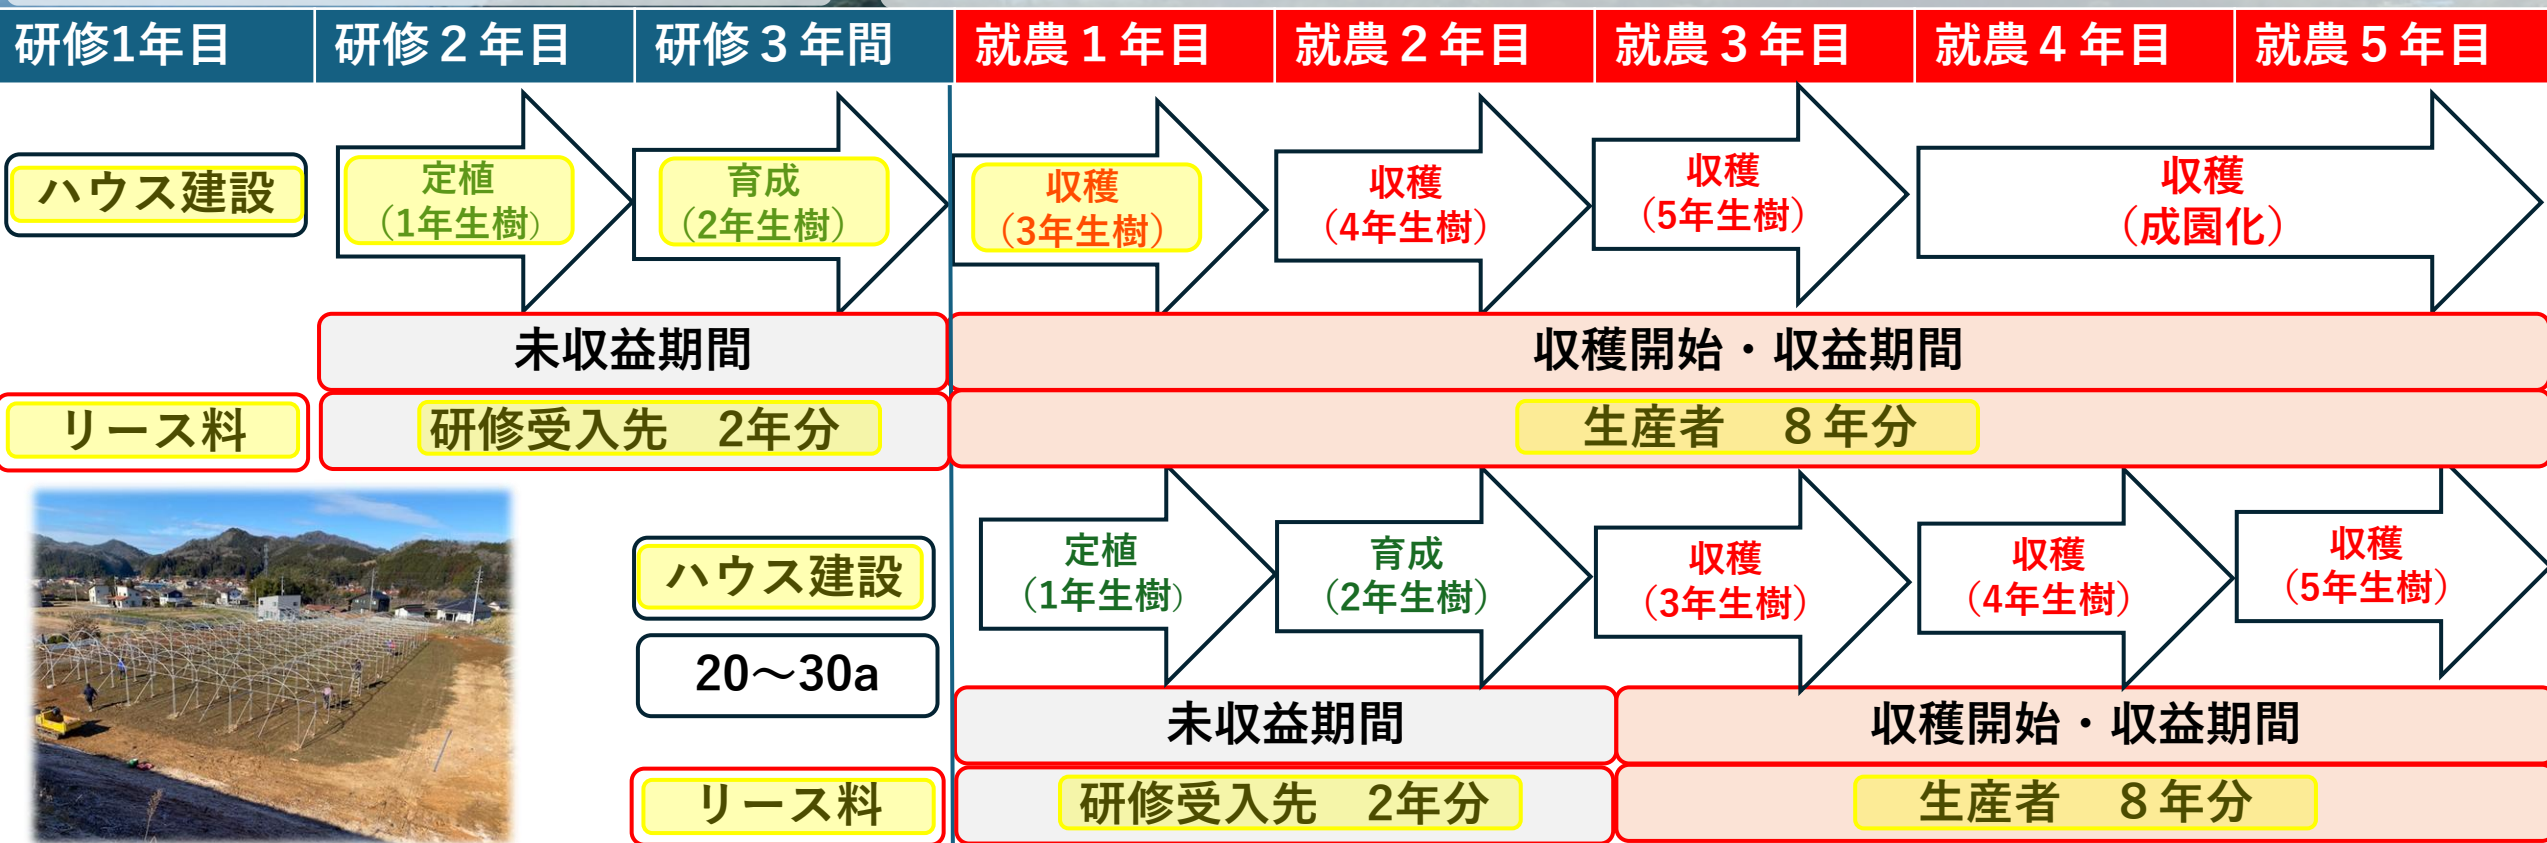 研修1年目 研修２年目 研修３年間 就農１年目 就農２年目 就農３年目 就農４年目 就農５年目
ハウス建設
定植
（1年生樹）
育成
（2年生樹）
収穫
（3年生樹）
収穫
（4年生樹）
収穫
（5年生樹）
収穫
（成園化）
未収益期間 収穫開始・収益期間
リース料 研修受入先　2年分 生産者　８年分
ハウス建設
20～30a
定植
（1年生樹）
育成
（2年生樹）
収穫
（3年生樹）
収穫
（4年生樹）
収穫
（5年生樹）
未収益期間 収穫開始・収益期間
リース料 研修受入先　2年分 生産者　８年分